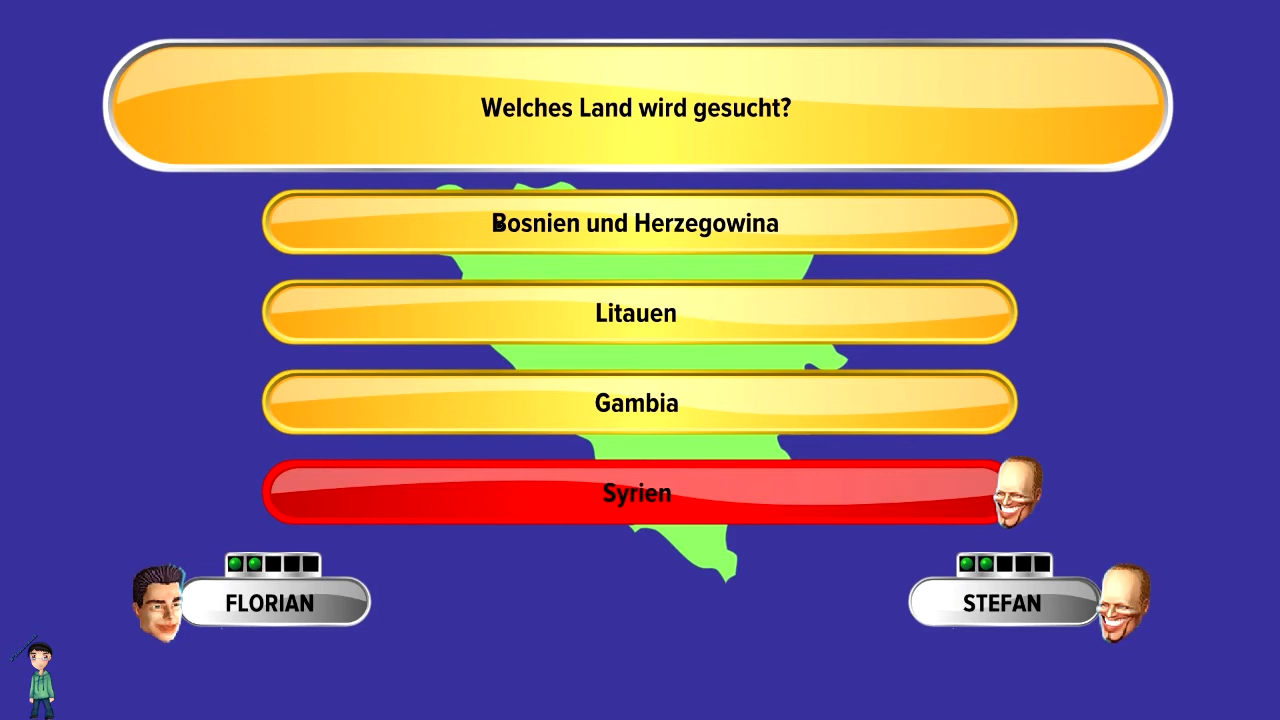 Welches Land wird gesucht?
Bosnien und Herzegowina
Litauen
Gambia
Syrien
FLORIAN
STEFAN